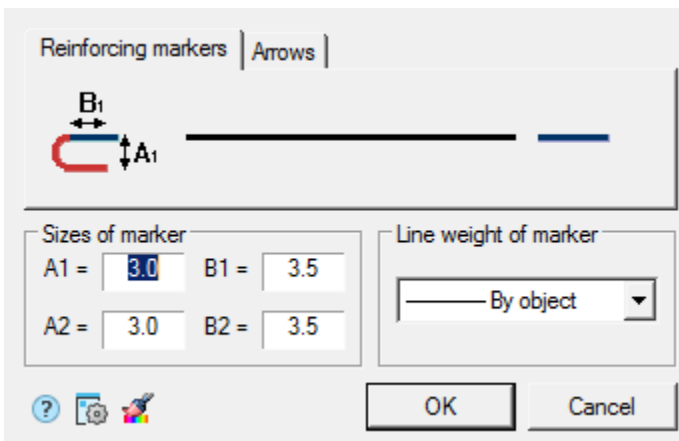 Reinforcing markers Arrows
B1
A1
Sizes of marker Line weight of marker
A1 = 3.0 B1 = 3.5
By object
A2 = 3.0 B2 = 3.5
? OK Cancel